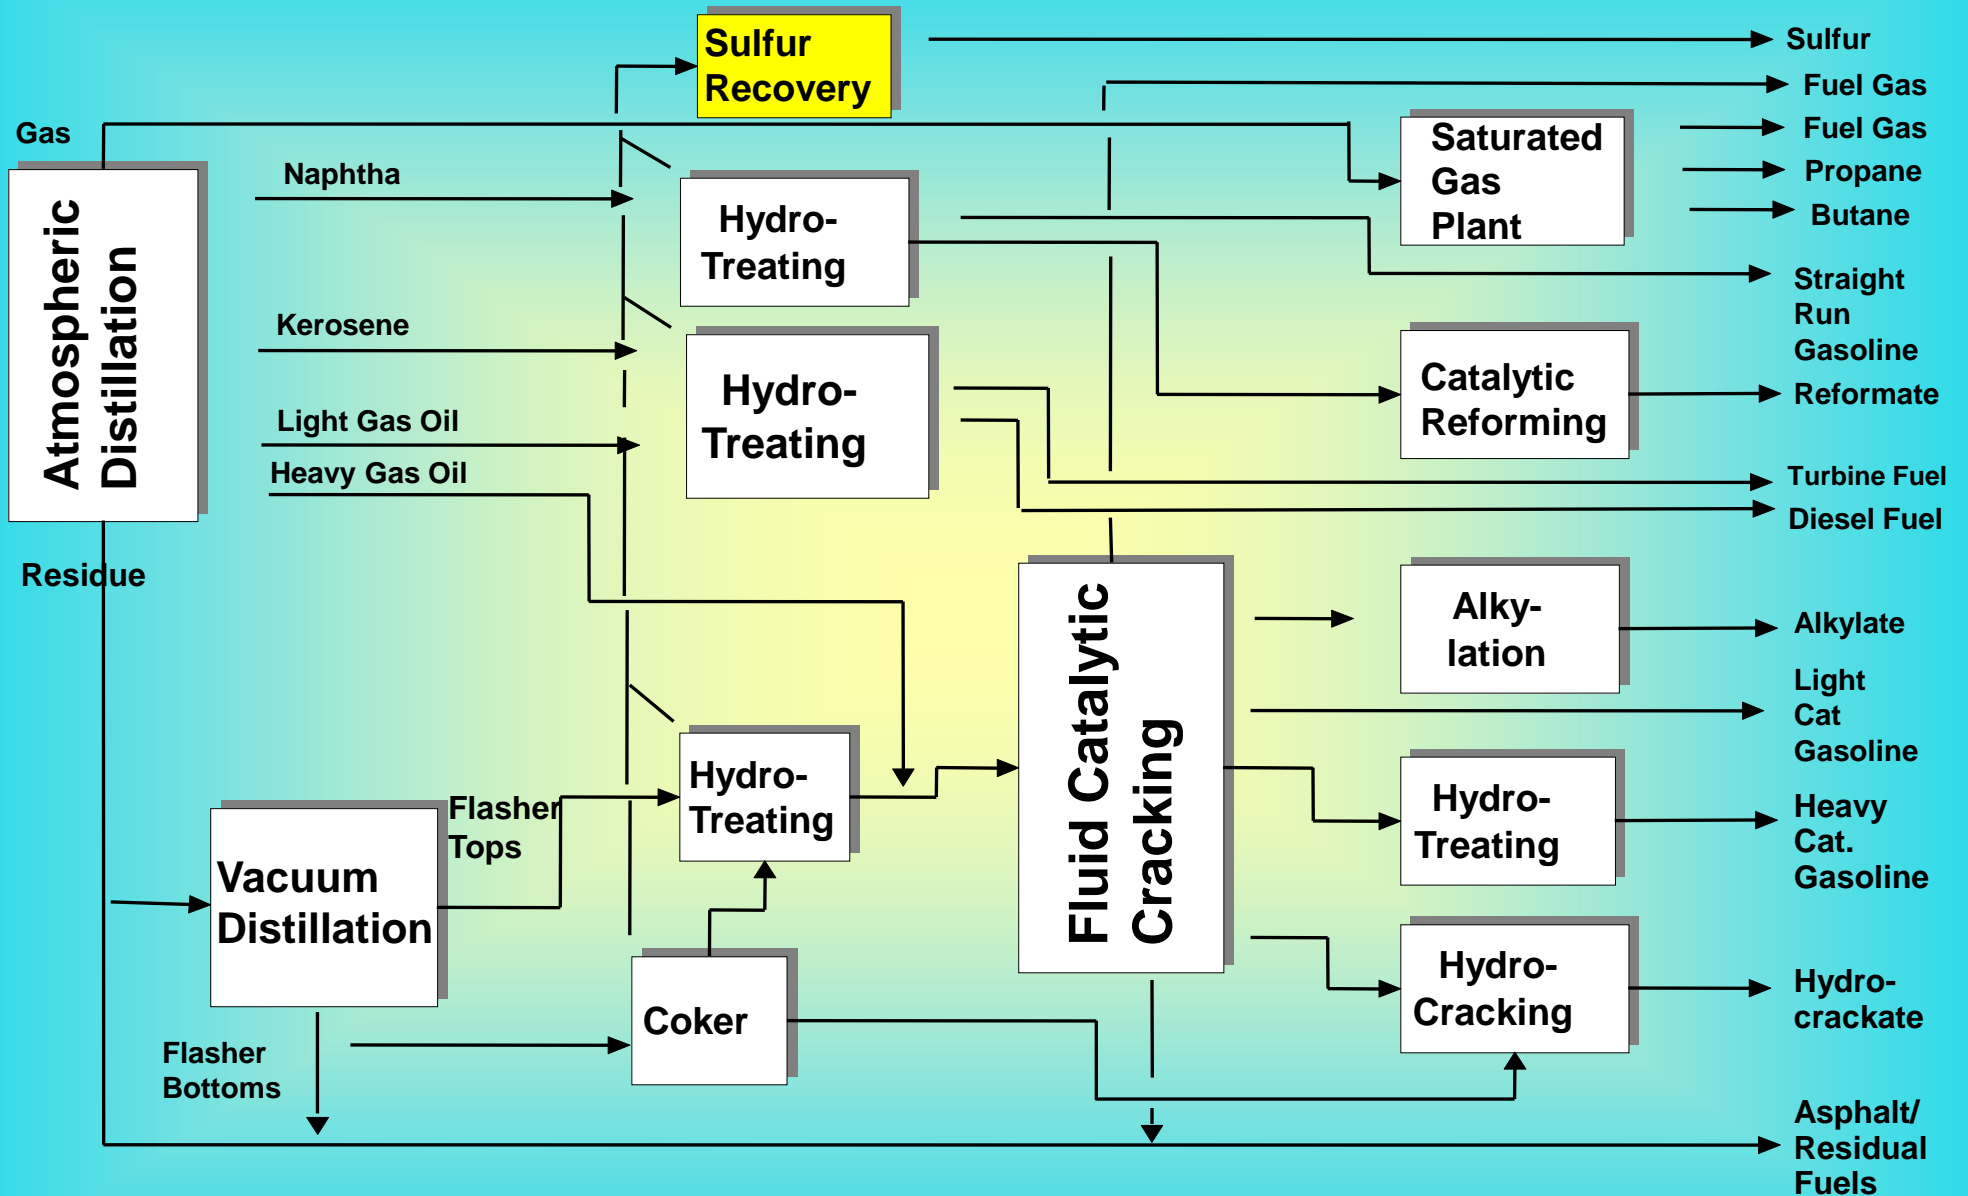 Sulfur
Recovery
Sulfur
Fuel Gas
Gas
Saturated
Gas
Plant
Fuel Gas
Propane
Butane
Naphtha
Hydro-
Treating
Atmospheric
Distillation
Straight
Run
Gasoline
Kerosene
Hydro-
Treating
Catalytic
Reforming
Reformate
Light Gas Oil
Heavy Gas Oil
Turbine Fuel
Diesel Fuel
Residue
Fluid Catalytic
Cracking
Alky-
lation
Alkylate
Light
Cat
Gasoline
Hydro-
Treating
Flasher
Tops
Hydro-
Treating
Heavy
Cat.
Gasoline
Vacuum
Distillation
Hydro-
Cracking
Hydro-
crackate
Coker
Flasher
Bottoms
Asphalt/
Residual
Fuels